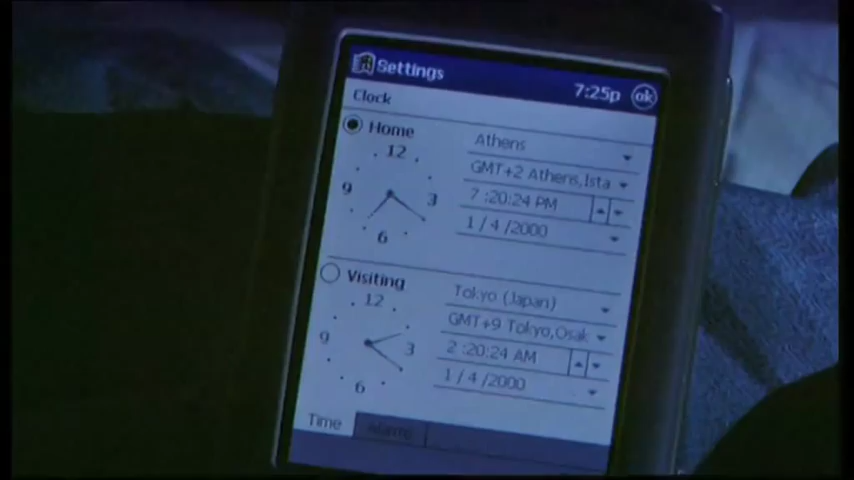 Settings
7:25p ok
Clock
Home
Athens
GMT+2 Athens,Ista
7 :20:24 PM
1 / 4 /2000
12
9
3
6
Visiting
Tokyo (Japan)
GMT+9 Tokyo,Osak
2 :20:24 AM
1 / 4 /2000
12
9
3
6
Time
Alarms